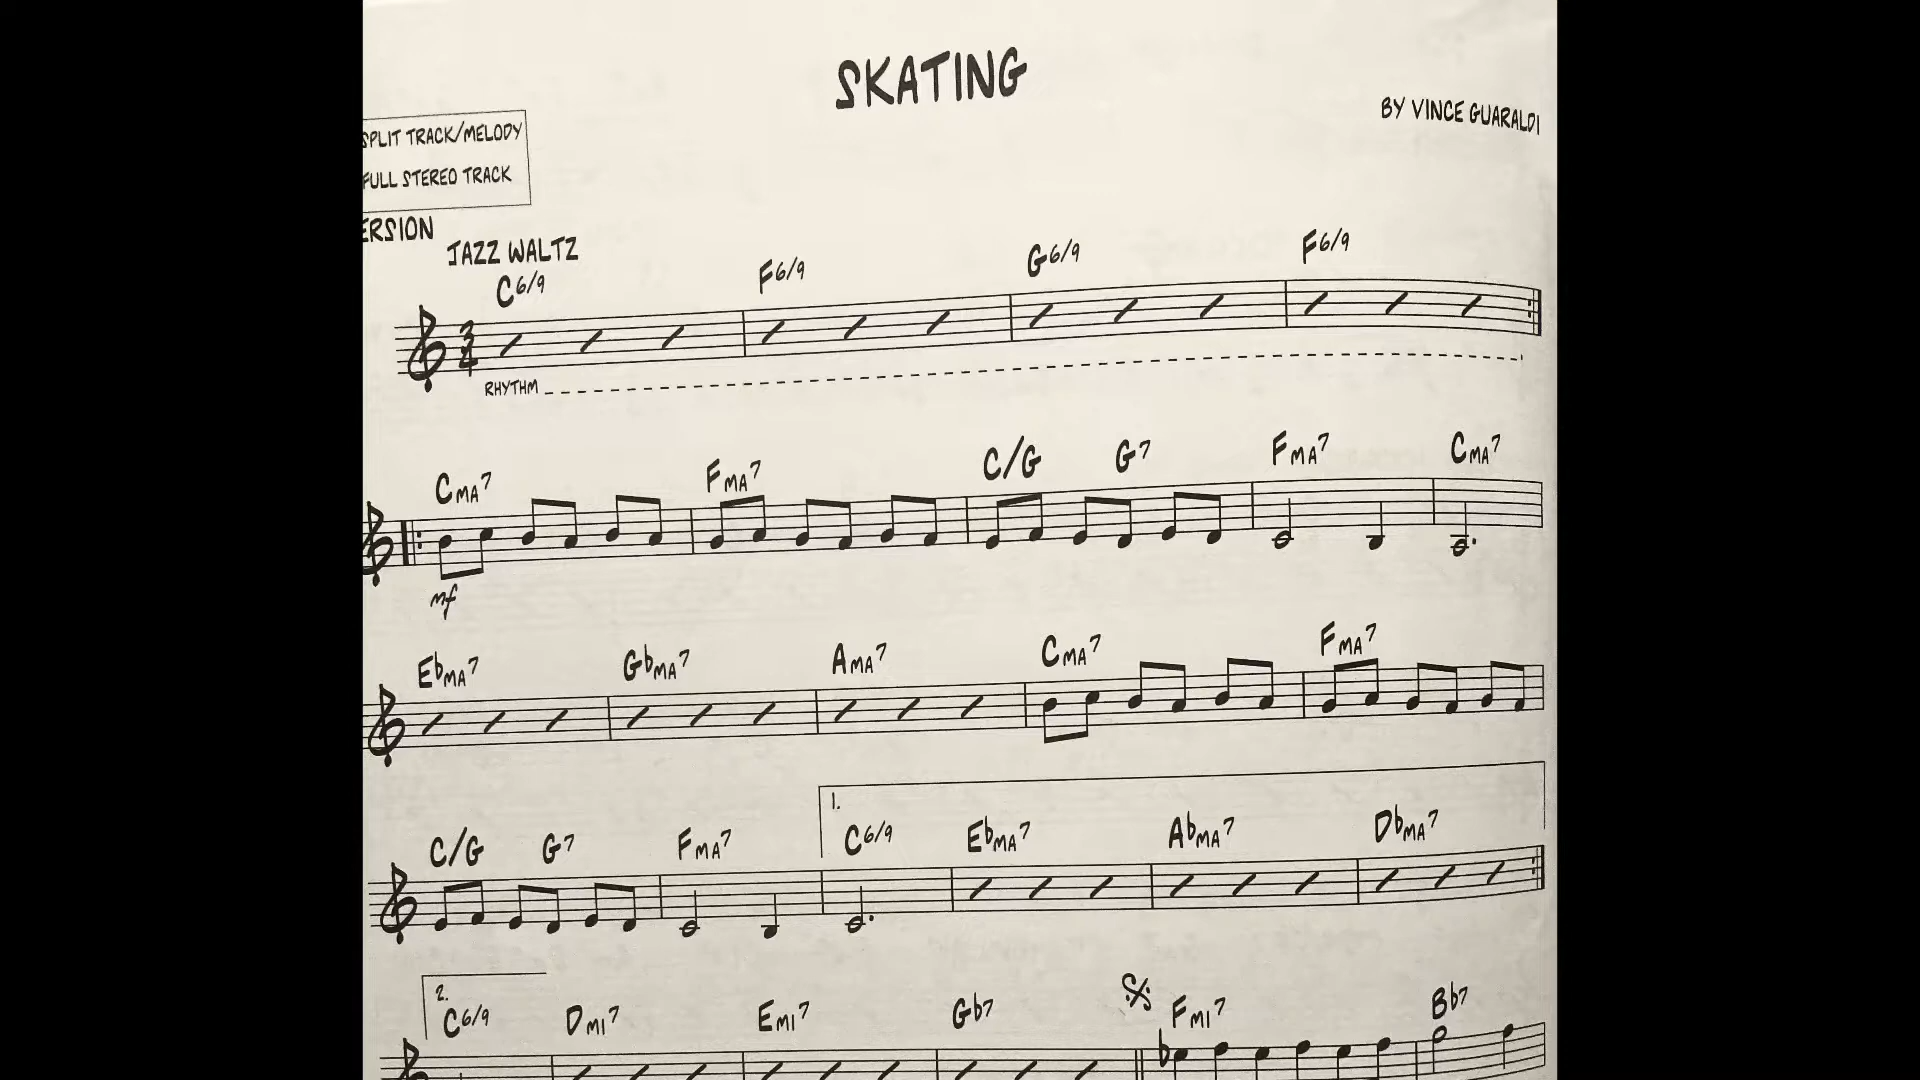 SKATING
BY VINCE GUARALDI
SPLIT TRACK/MELODY
FULL STEREO TRACK
ERSION
JAZZ WALTZ
C6/9 F6/9 G6/9 F6/9
3/4
RHYTHM
CMA7 FMA7 C/G G7 FMA7 CMA7
mf
EbMA7 GbMA7 AMA7 CMA7 FMA7
1.
C/G G7 FMA7 C6/9 EbMA7 AbMA7 DbMA7
2.
C6/9 DMI7 EMI7 Gb7 FMI7 Bb7